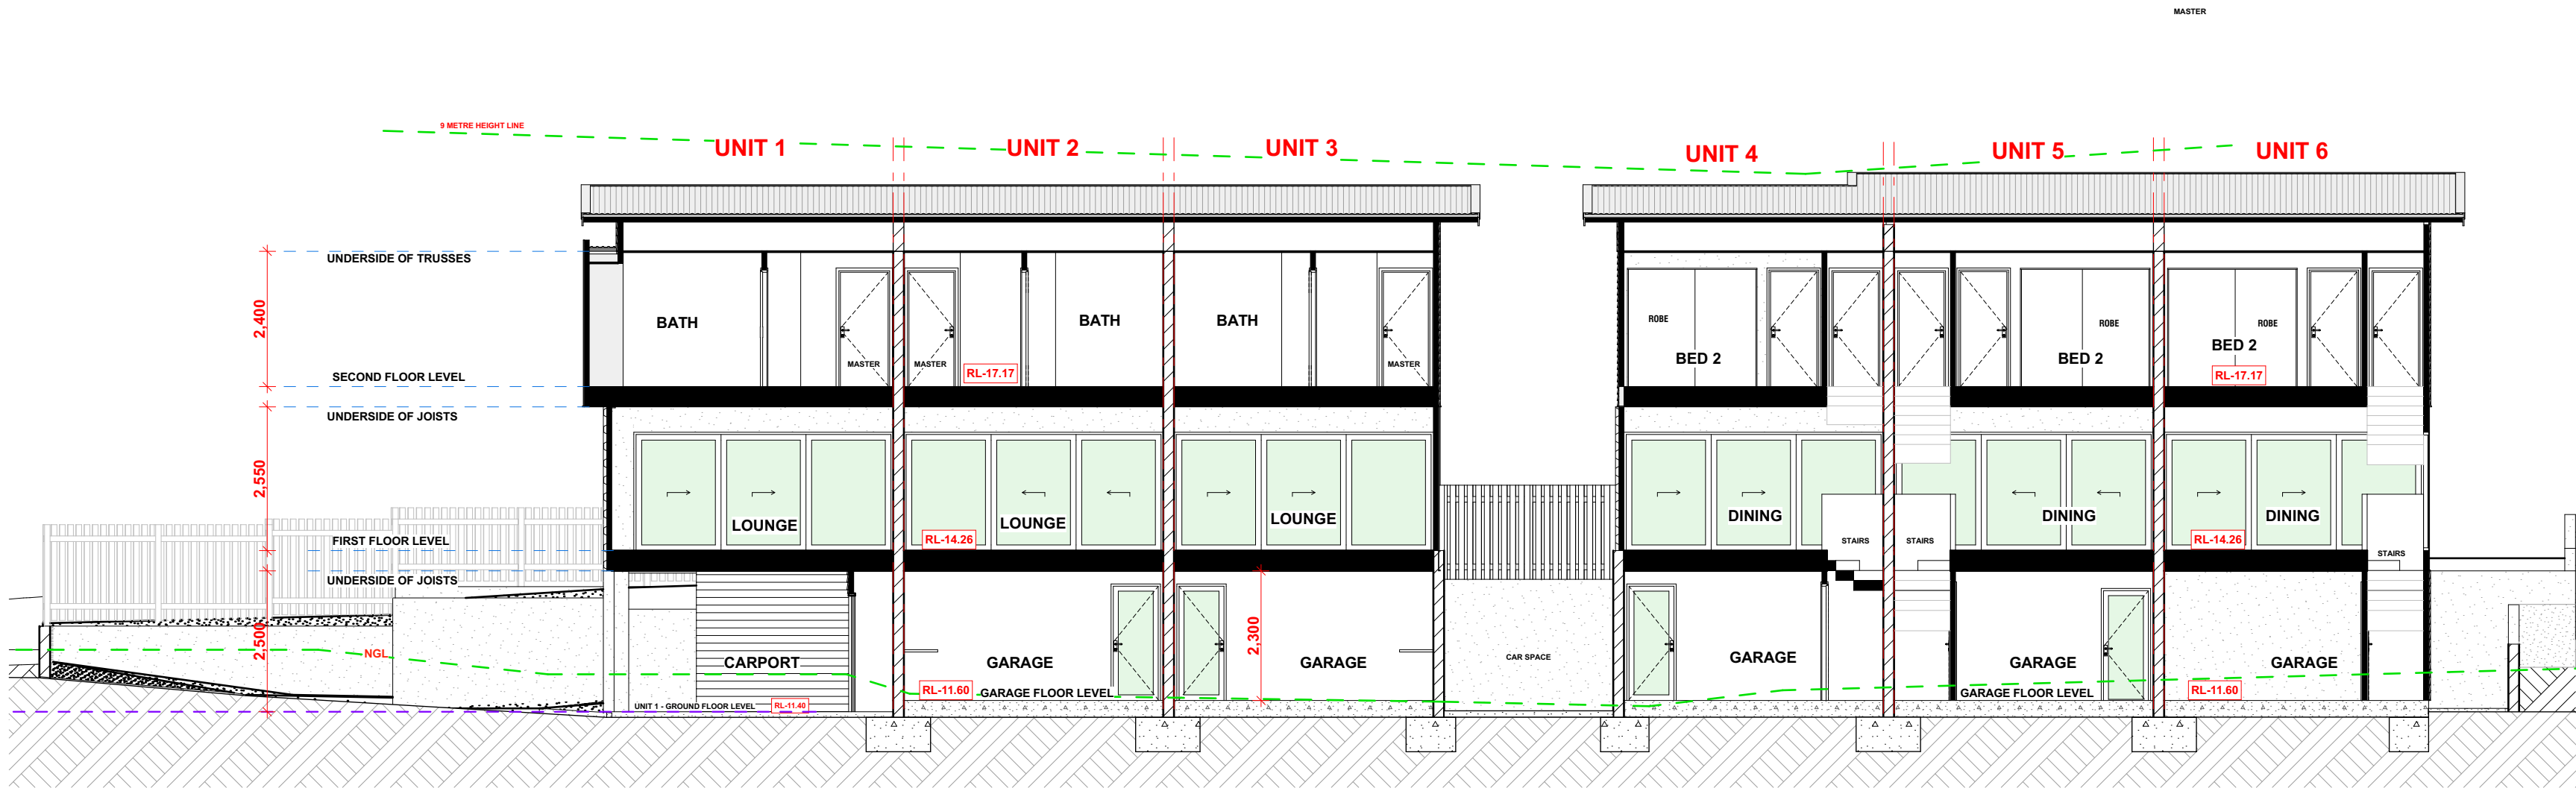 MASTER
9 METRE HEIGHT LINE
UNIT 1
UNIT 2
UNIT 3
UNIT 4
UNIT 5
UNIT 6
UNDERSIDE OF TRUSSES
2,400
BATH
BATH
BATH
ROBE
ROBE
ROBE
BED 2
BED 2
BED 2
MASTER
MASTER
MASTER
RL-17.17
RL-17.17
SECOND FLOOR LEVEL
UNDERSIDE OF JOISTS
2,550
LOUNGE
LOUNGE
LOUNGE
DINING
DINING
DINING
RL-14.26
RL-14.26
STAIRS
STAIRS
STAIRS
FIRST FLOOR LEVEL
UNDERSIDE OF JOISTS
2,500
2,300
NGL
CARPORT
GARAGE
GARAGE
CAR SPACE
GARAGE
GARAGE
GARAGE
RL-11.60
GARAGE FLOOR LEVEL
GARAGE FLOOR LEVEL
RL-11.60
UNIT 1 - GROUND FLOOR LEVEL
RL-11.40